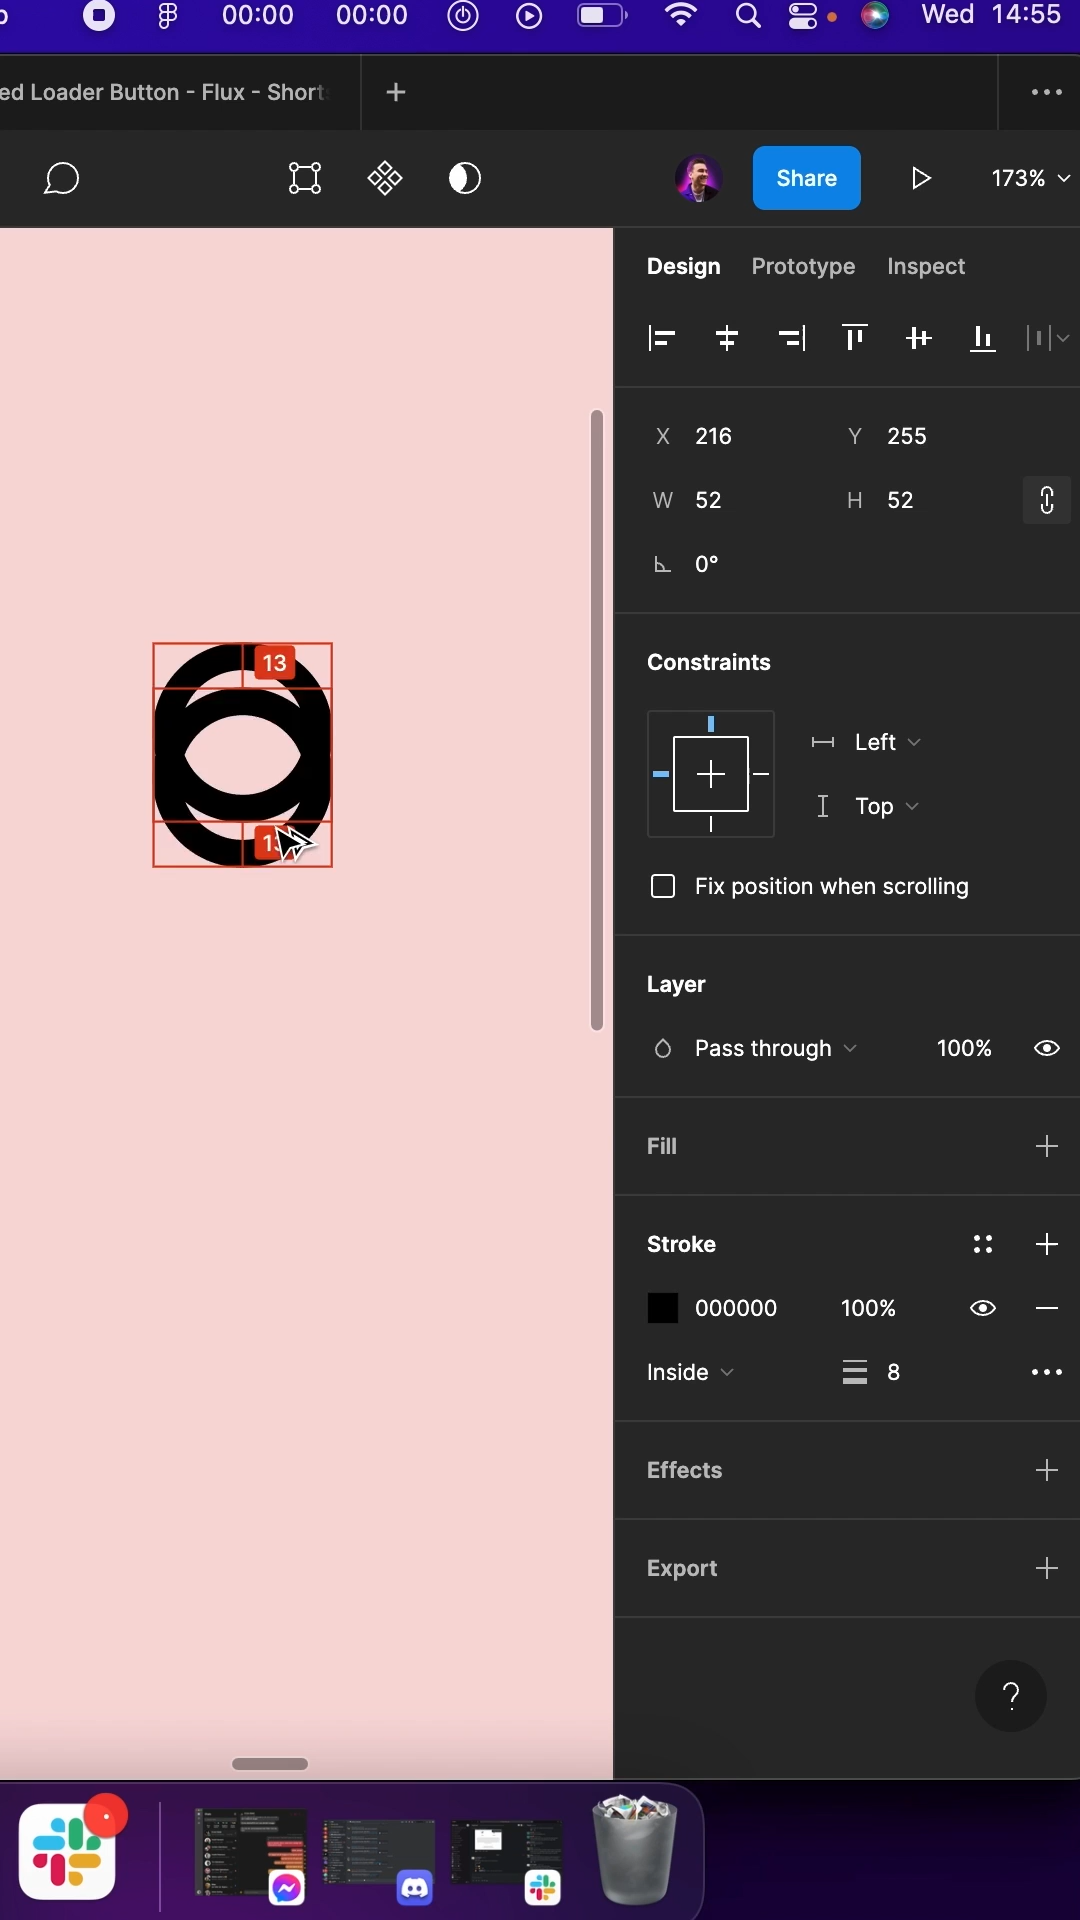 00:00 00:00 Wed 14:55
ed Loader Button - Flux - Short
Share 173%
Design Prototype Inspect
X 216 Y 255
W 52 H 52
0°
13
Constraints
Left
Top
Fix position when scrolling
Layer
Pass through 100%
Fill
Stroke
000000 100%
Inside 8
Effects
Export
?